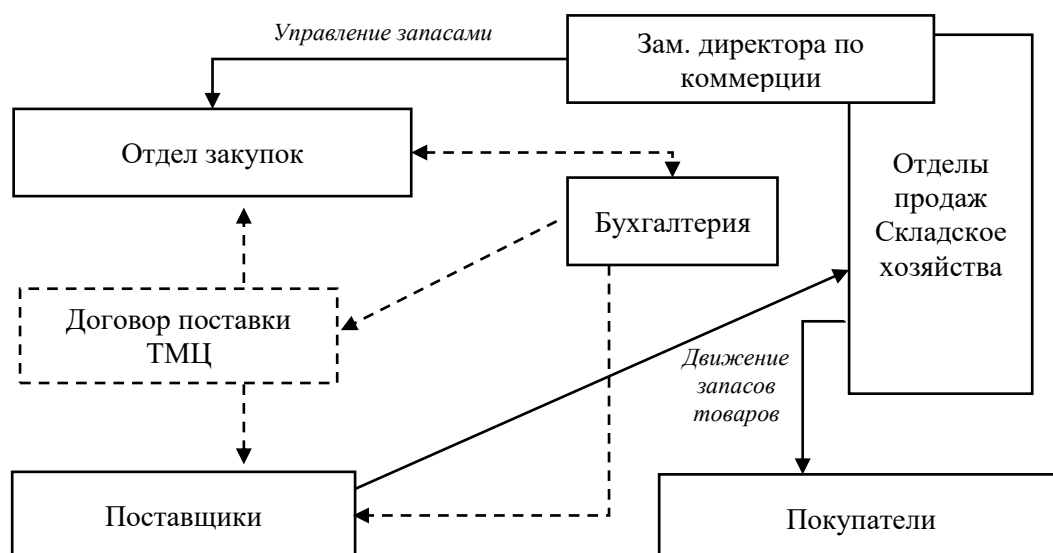 Управление запасами
Зам. директора по
коммерции
Отдел закупок
Отделы
продаж
Складское
хозяйства
Бухгалтерия
Договор поставки
ТМЦ
Движение
запасов
товаров
Поставщики
Покупатели